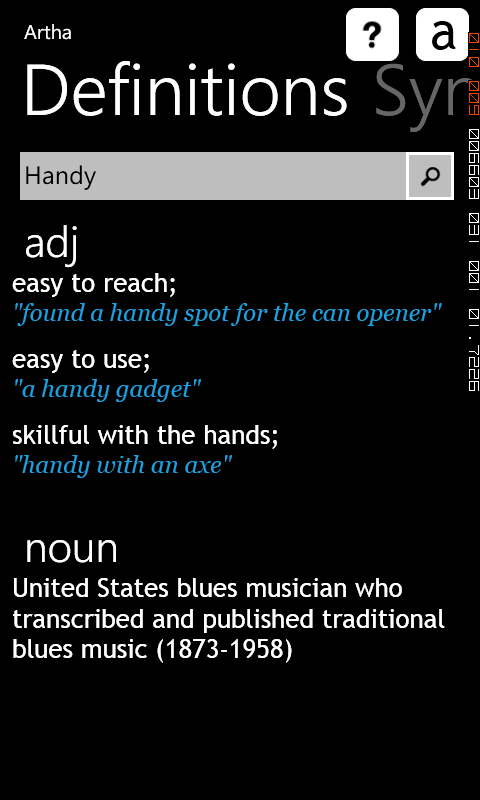 Artha
?
a
Definitions Syn
Handy
adj
easy to reach;
"found a handy spot for the can opener"
easy to use;
"a handy gadget"
skillful with the hands;
"handy with an axe"
noun
United States blues musician who
transcribed and published traditional
blues music (1873-1958)